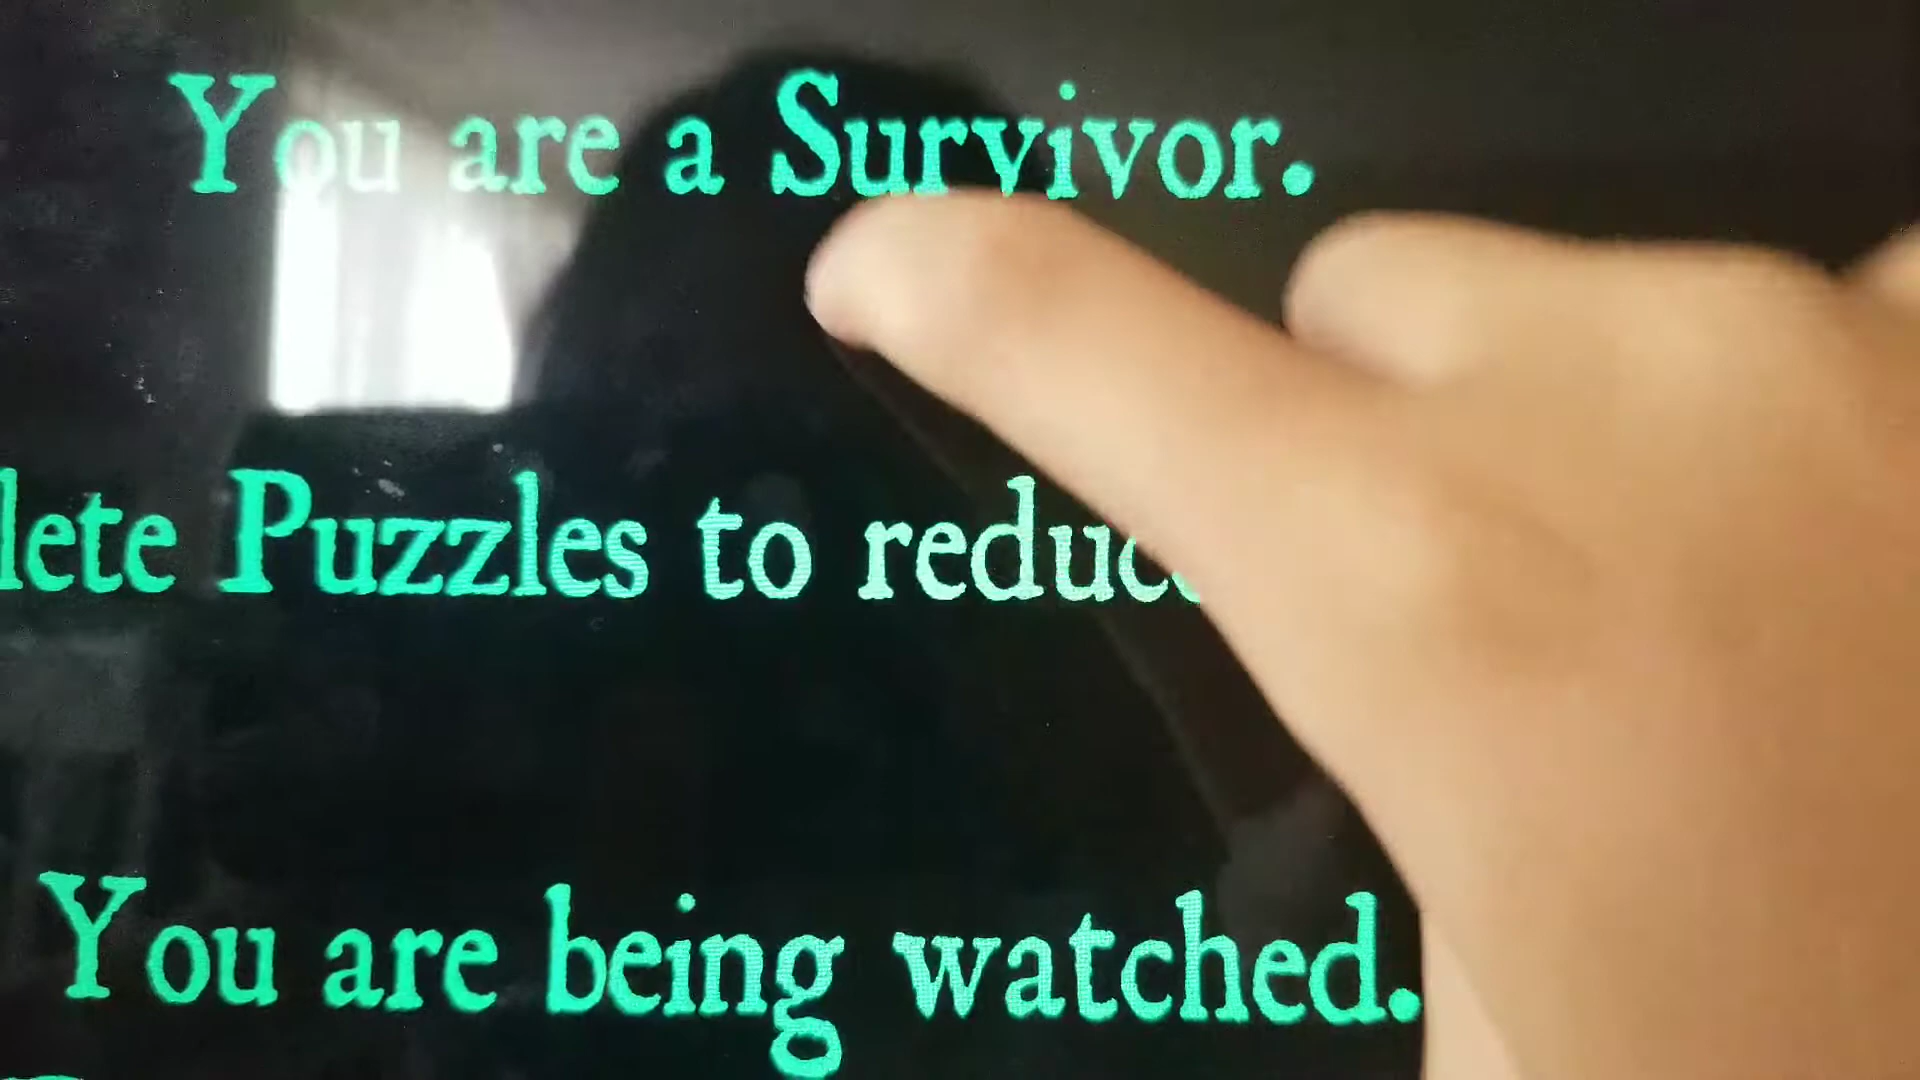 You are a Survivor.
lete Puzzles to reduc
You are being watched.